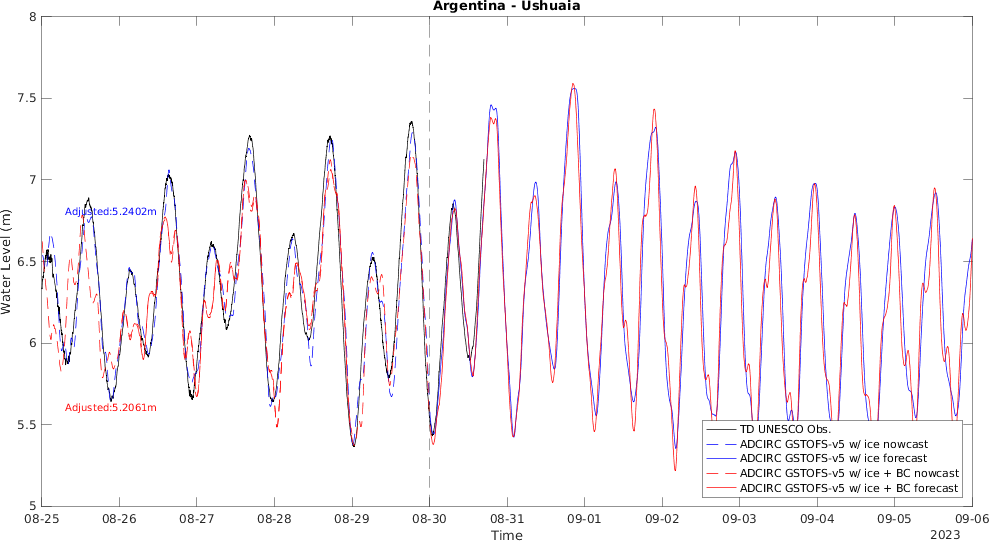 Argentina - Ushuaia
8
7.5
7
6.5
6
5.5
5
Water Level (m)
Adjusted:5.2402m
Adjusted:5.2061m
TD UNESCO Obs.
ADCIRC GSTOFS-v5 w/ ice nowcast
ADCIRC GSTOFS-v5 w/ ice forecast
ADCIRC GSTOFS-v5 w/ ice + BC nowcast
ADCIRC GSTOFS-v5 w/ ice + BC forecast
08-25 08-26 08-27 08-28 08-29 08-30 08-31 09-01 09-02 09-03 09-04 09-05 09-06
Time
2023